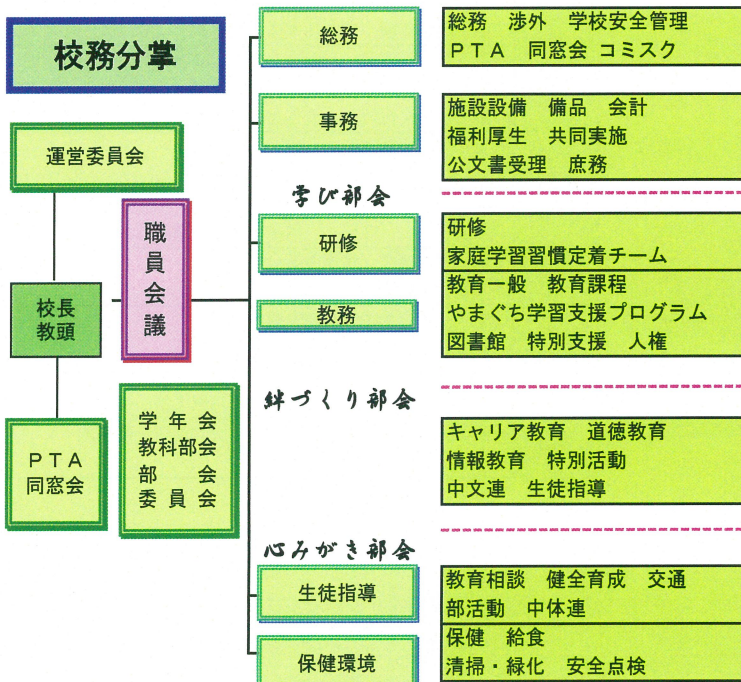 校務分掌
運営委員会
校長
教頭
ＰＴＡ
同窓会
職員会議
学年会
教科部会
部会
委員会
総務
総務　渉外　学校安全管理
ＰＴＡ　同窓会 コミスク
事務
施設設備　備品　会計
福利厚生　共同実施
公文書受理　庶務
学び部会
研修
研修
家庭学習習慣定着チーム
教務
教育一般　教育課程
やまぐち学習支援プログラム
図書館　特別支援　人権
絆づくり部会
キャリア教育　道徳教育
情報教育　特別活動
中文連　生徒指導
心みがき部会
生徒指導
教育相談　健全育成　交通
部活動　中体連
保健環境
保健　給食
清掃・緑化　安全点検